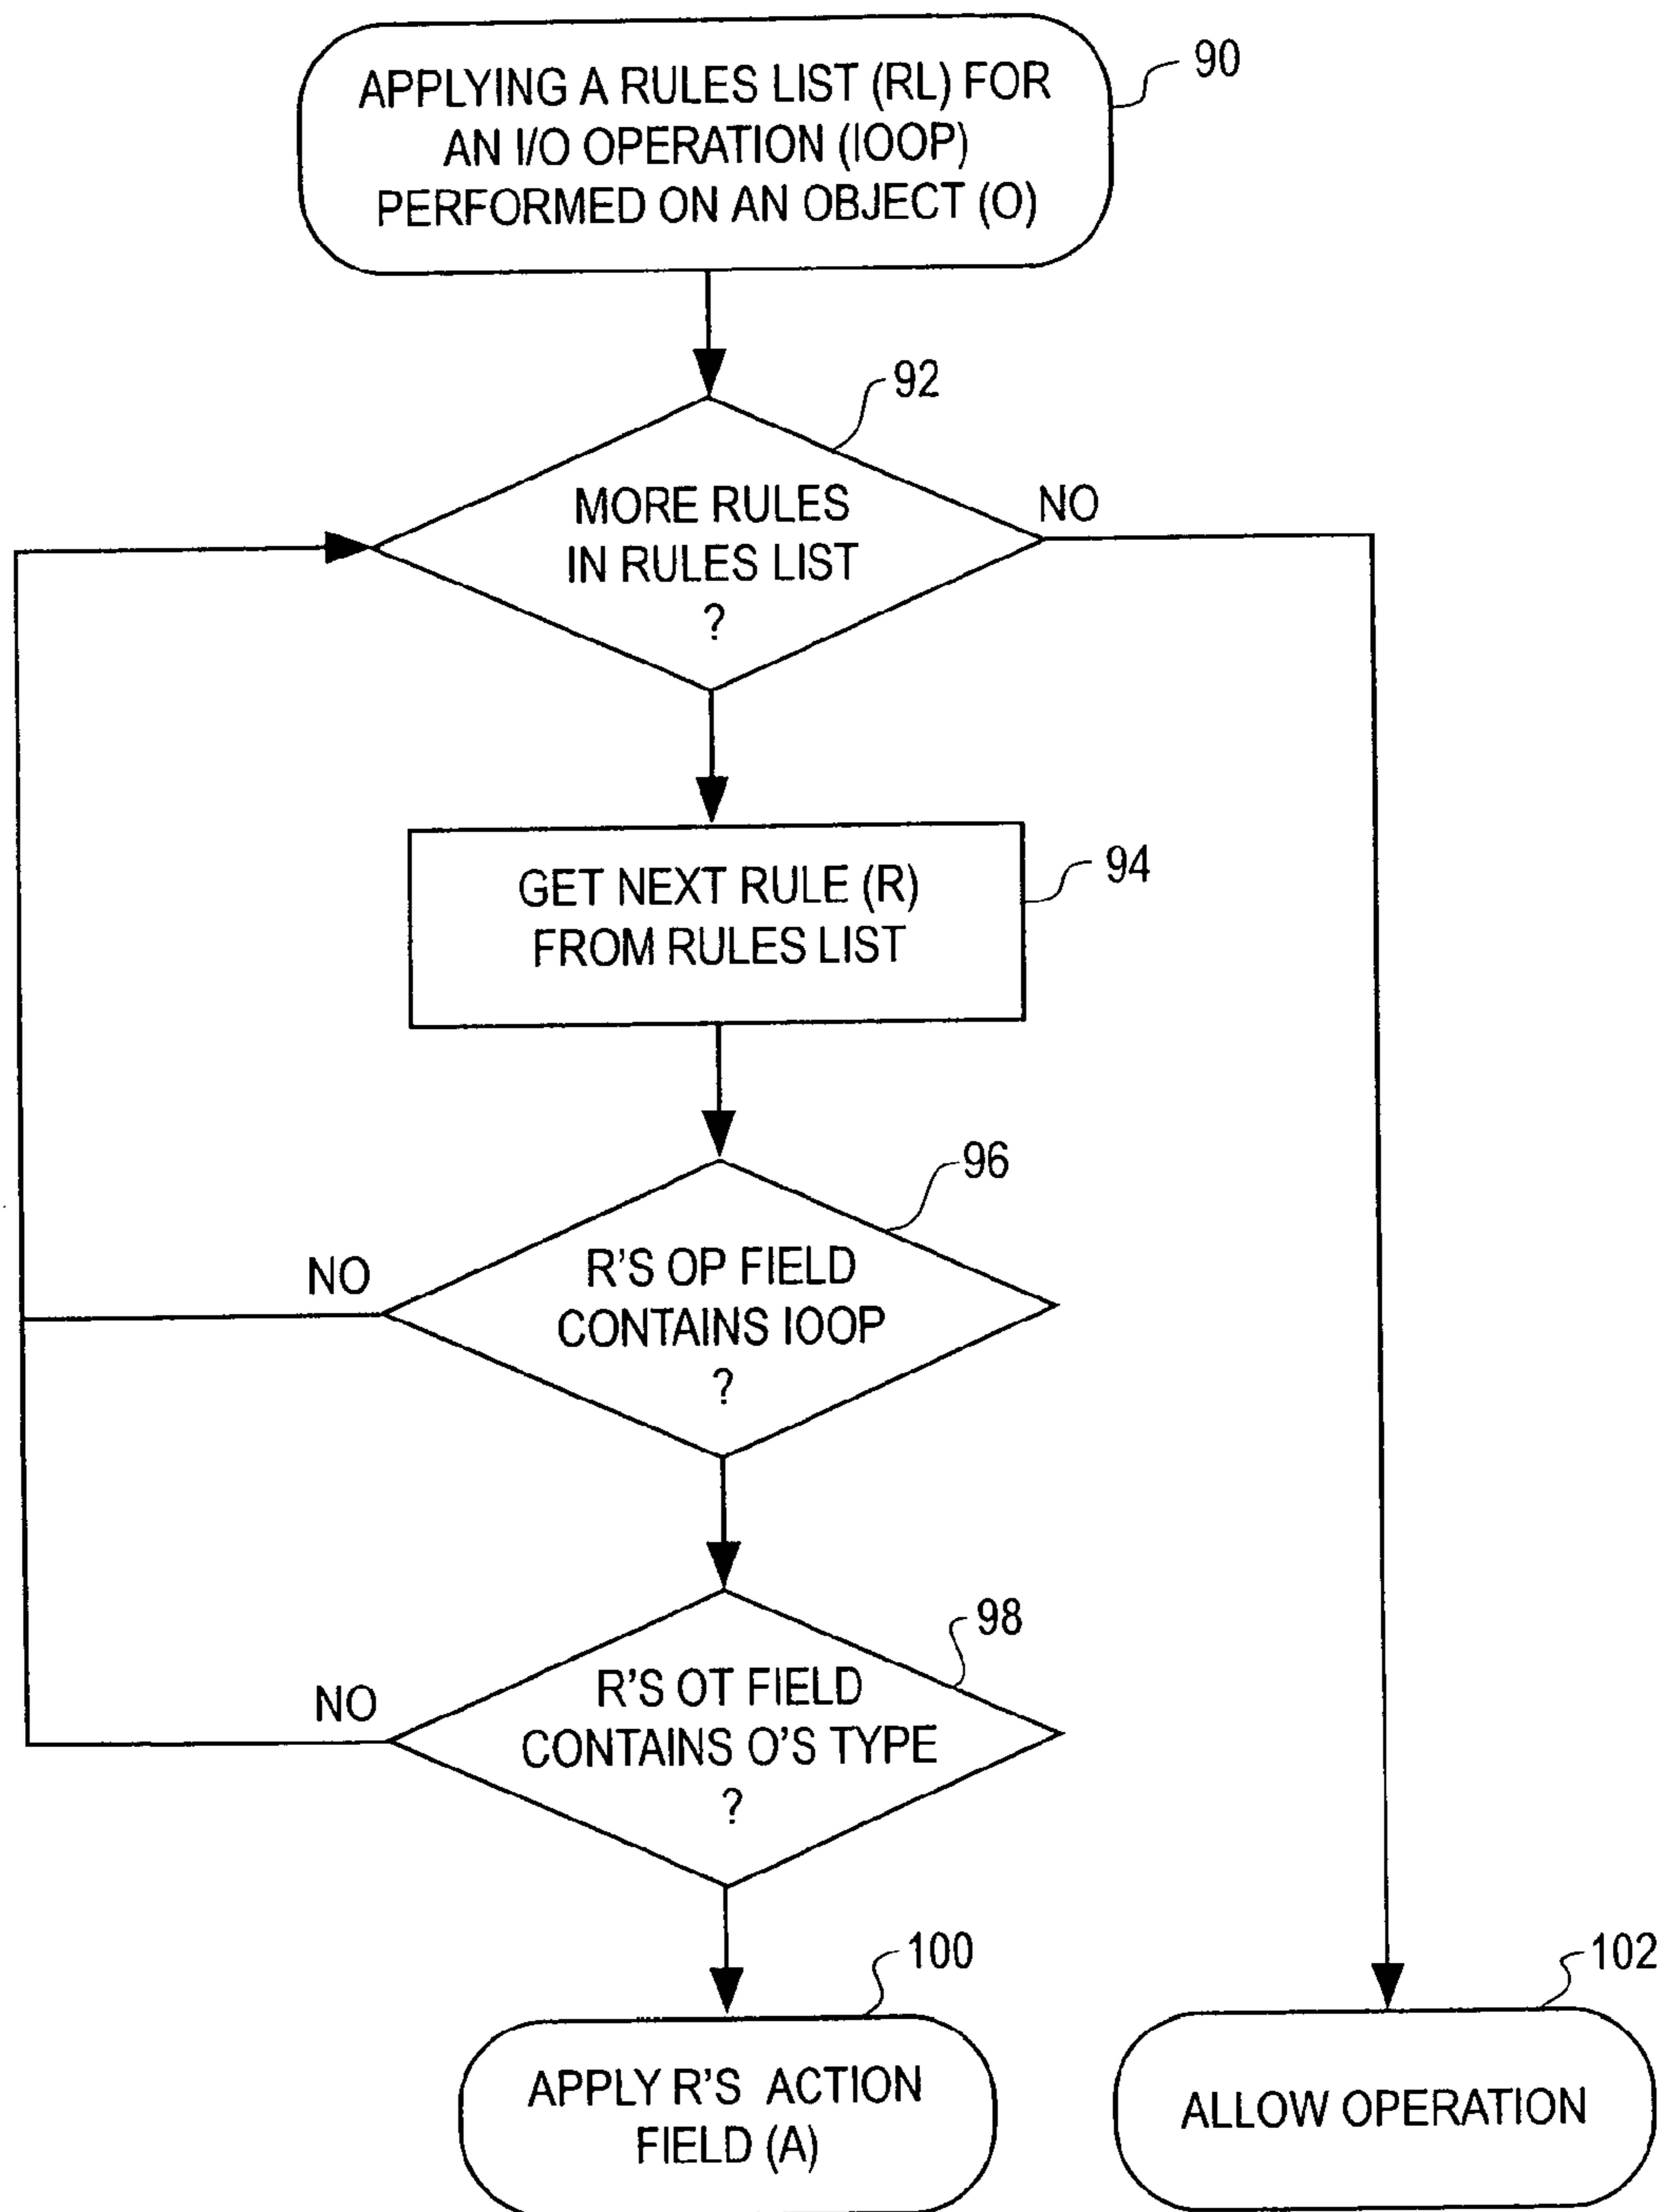 APPLYING A RULES LIST (RL) FOR
AN I/O OPERATION (IOOP)
PERFORMED ON AN OBJECT (O)
90
92
MORE RULES
IN RULES LIST
?
NO
GET NEXT RULE (R)
FROM RULES LIST
94
96
R'S OP FIELD
CONTAINS IOOP
?
NO
98
R'S OT FIELD
CONTAINS O'S TYPE
?
NO
100
APPLY R'S ACTION
FIELD (A)
102
ALLOW OPERATION